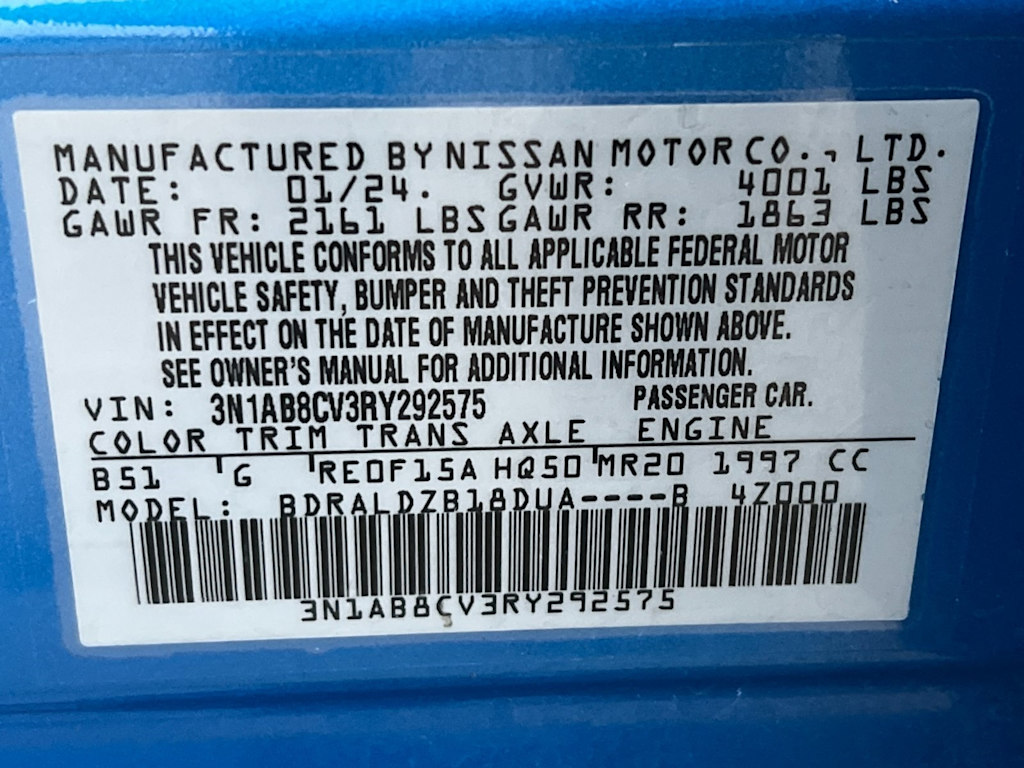 MANUFACTURED BY NISSAN MOTOR CO., LTD.
DATE: 01/24. GVWR: 4001 LBS
GAWR FR: 2161 LBS GAWR RR: 1863 LBS
THIS VEHICLE CONFORMS TO ALL APPLICABLE FEDERAL MOTOR
VEHICLE SAFETY, BUMPER AND THEFT PREVENTION STANDARDS
IN EFFECT ON THE DATE OF MANUFACTURE SHOWN ABOVE.
SEE OWNER'S MANUAL FOR ADDITIONAL INFORMATION.
VIN: 3N1AB8CV3RY292575 PASSENGER CAR.
COLOR TRIM TRANS AXLE ENGINE
B51 G RE0F15A HQ50 MR20 1997 CC
MODEL: BDRALDZB18DUA----B 4Z000
3N1AB8CV3RY292575